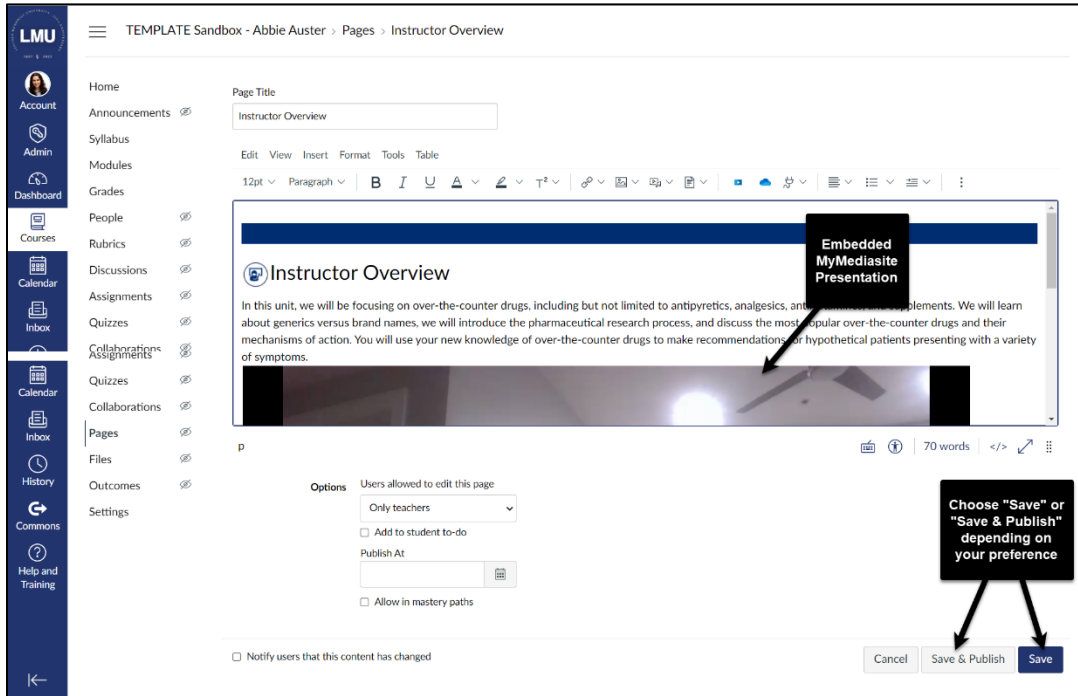 LMU
TEMPLATE Sandbox - Abbie Auster > Pages > Instructor Overview
Account
Admin
Dashboard
Courses
Calendar
Inbox
Calendar
Inbox
History
Commons
Help and
Training
Home
Announcements
Syllabus
Modules
Grades
People
Rubrics
Discussions
Assignments
Quizzes
Collaborations
Assignments
Quizzes
Collaborations
Pages
Files
Outcomes
Settings
Page Title
Instructor Overview
Edit View Insert Format Tools Table
12pt Paragraph B I U A T²
Embedded
MyMediasite
Presentation
Instructor Overview
In this unit, we will be focusing on over-the-counter drugs, including but not limited to antipyretics, analgesics,
about generics versus brand names, we will introduce the pharmaceutical research process, and discuss the most popular over-the-counter drugs and their
mechanisms of action. You will use your new knowledge of over-the-counter drugs to make recommendations for hypothetical patients presenting with a variety
of symptoms.
p
70 words </>
Options
Users allowed to edit this page
Only teachers
Add to student to-do
Publish At
Allow in mastery paths
Choose "Save" or
"Save & Publish"
depending on
your preference
Notify users that this content has changed
Cancel Save & Publish Save